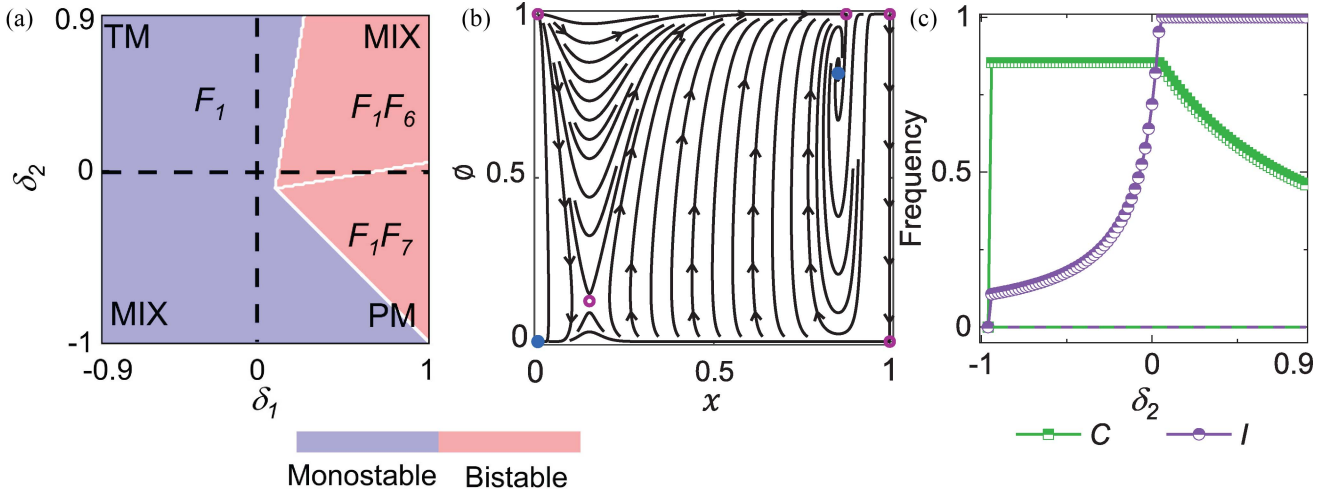 (a)
0.9
TM
MIX
F1
F1F6
δ2
0
F1F7
MIX
PM
-1
-0.9
0
1
δ1
Monostable
Bistable
(b)
1
ø
0.5
0
0
0.5
1
x
(c)
1
Frequency
0.5
0
-1
0
0.9
δ2
C
I